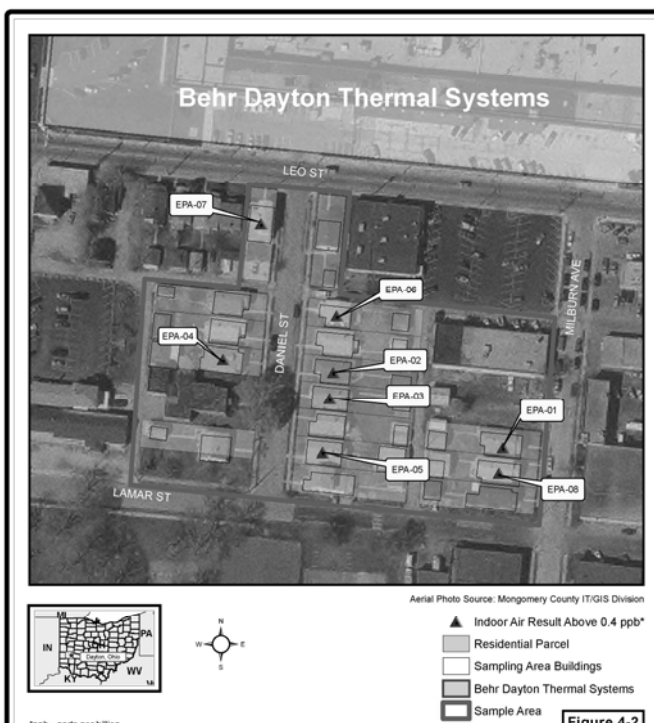 Behr Dayton Thermal Systems
LEO ST
EPA-07
EPA-06
EPA-04
DANIEL ST
MILBURN AVE
EPA-02
EPA-03
EPA-01
EPA-05
EPA-08
LAMAR ST
Aerial Photo Source: Mongomery County IT/GIS Division
MI
IN
PA
Dayton, Ohio
WV
KY
N
W
E
S
Indoor Air Result Above 0.4 ppb*
Residential Parcel
Sampling Area Buildings
Behr Dayton Thermal Systems
Sample Area
Figure 4-2